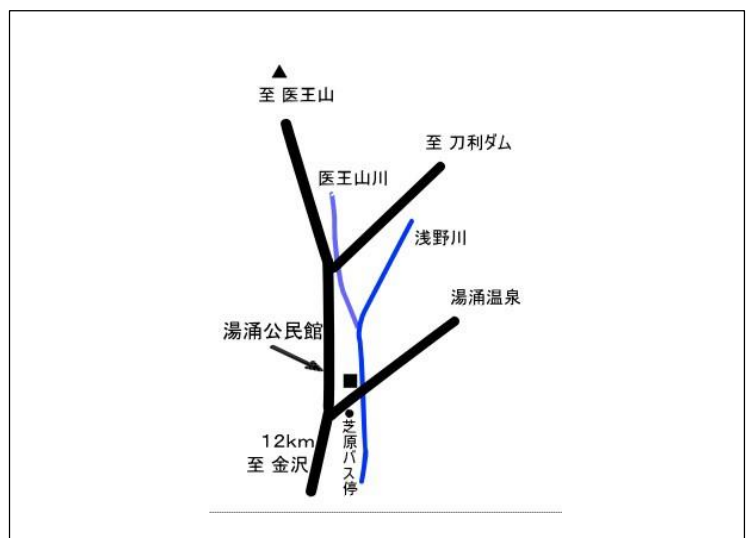 至 医王山
至 刀利ダム
医王山川
浅野川
湯涌温泉
湯涌公民館
12km
至 金沢
芝原バス停